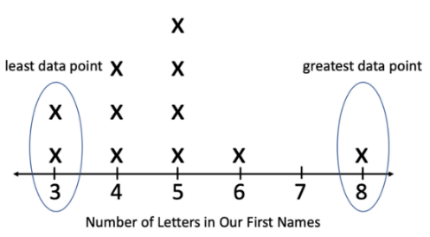 X
least data point X X greatest data point
X X X
X X X X X
3 4 5 6 7 8
Number of Letters in Our First Names